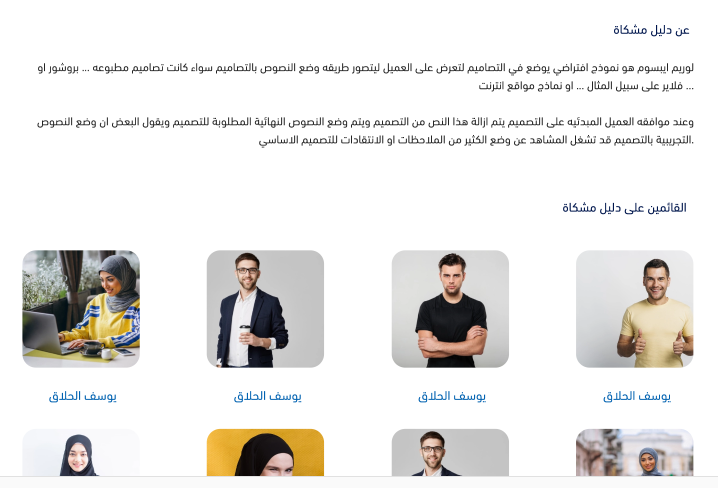 عن دليل مشكاة
لوريم ايبسوم هو نموذج افتراضي يوضع في التصاميم لتعرض على العميل ليتصور طريقه وضع النصوص بالتصاميم سواء كانت تصاميم مطبوعه ... بروشور او
... فلاير على سبيل المثال ... او نماذج مواقع انترنت
وعند موافقه العميل المبدئيه على التصميم يتم ازالة هذا النص من التصميم ويتم وضع النصوص النهائية المطلوبة للتصميم ويقول البعض ان وضع النصوص
.التجريبية بالتصميم قد تشغل المشاهد عن وضع الكثير من الملاحظات او الانتقادات للتصميم الاساسي
القائمين على دليل مشكاة
يوسف الحلاق
يوسف الحلاق
يوسف الحلاق
يوسف الحلاق